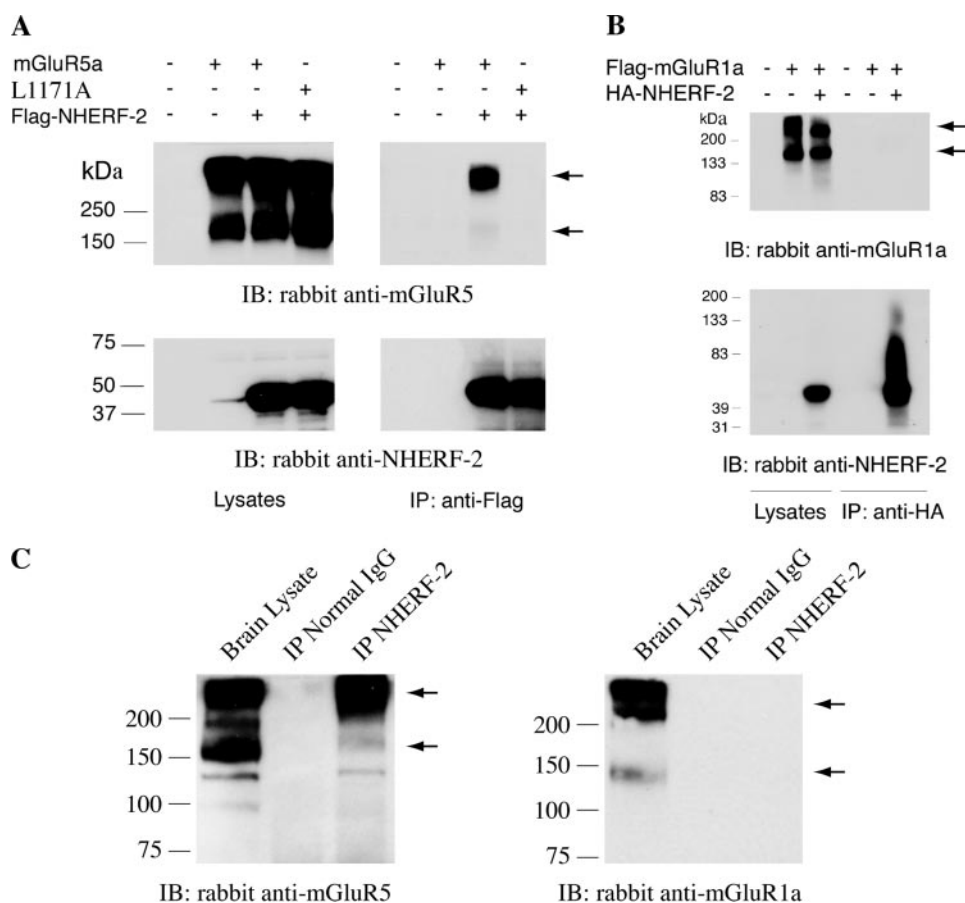 A
mGluR5a - + + - - + + -
L1171A - - - + - - - +
Flag-NHERF-2 - - + + - - + +
kDa
250
150
IB: rabbit anti-mGluR5
75
50
37
IB: rabbit anti-NHERF-2
Lysates IP: anti-Flag
B
Flag-mGluR1a - + + - + +
HA-NHERF-2 - - + - - +
kDa
200
133
83
IB: rabbit anti-mGluR1a
200
133
83
39
31
IB: rabbit anti-NHERF-2
Lysates IP: anti-HA
C
Brain Lysate IP Normal IgG IP NHERF-2
200
150
100
75
IB: rabbit anti-mGluR5
Brain Lysate IP Normal IgG IP NHERF-2
200
150
100
75
IB: rabbit anti-mGluR1a